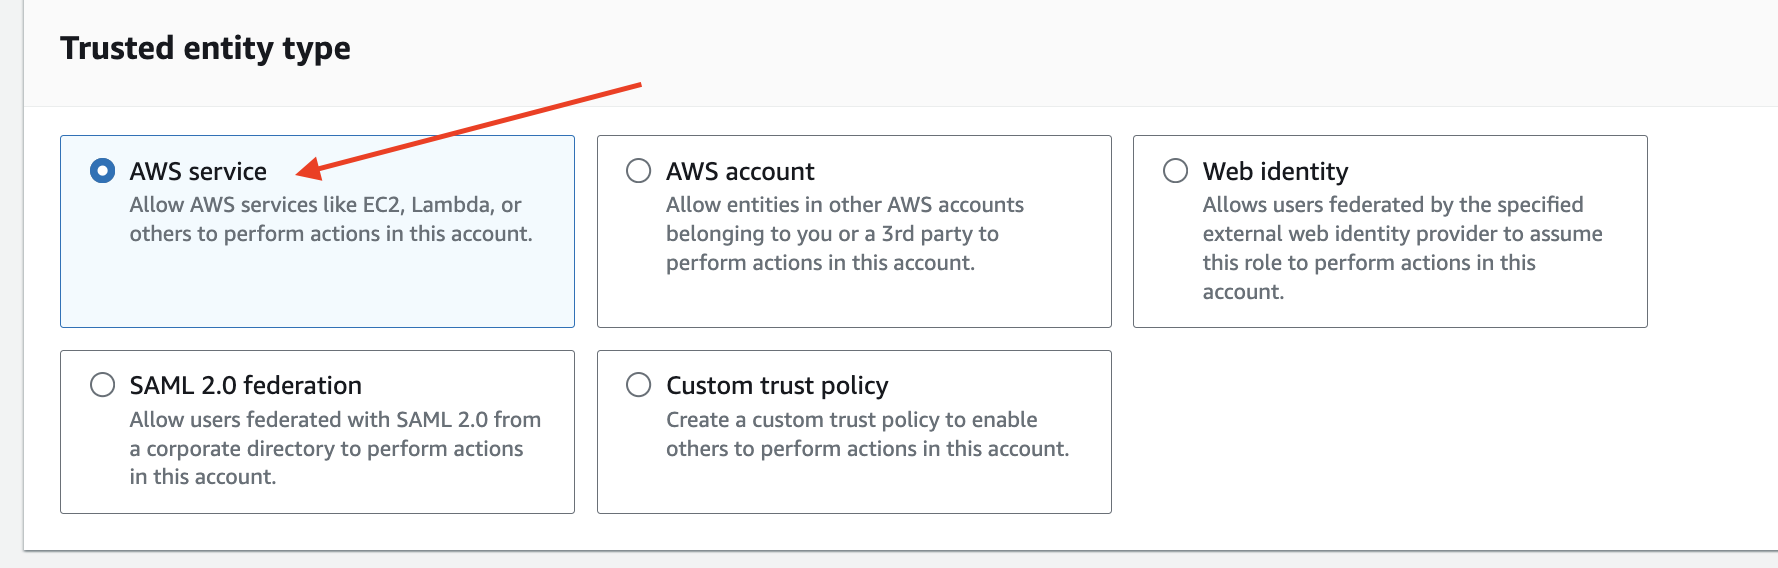 Trusted entity type
AWS service
Allow AWS services like EC2, Lambda, or
others to perform actions in this account.
AWS account
Allow entities in other AWS accounts
belonging to you or a 3rd party to
perform actions in this account.
Web identity
Allows users federated by the specified
external web identity provider to assume
this role to perform actions in this
account.
SAML 2.0 federation
Allow users federated with SAML 2.0 from
a corporate directory to perform actions
in this account.
Custom trust policy
Create a custom trust policy to enable
others to perform actions in this account.